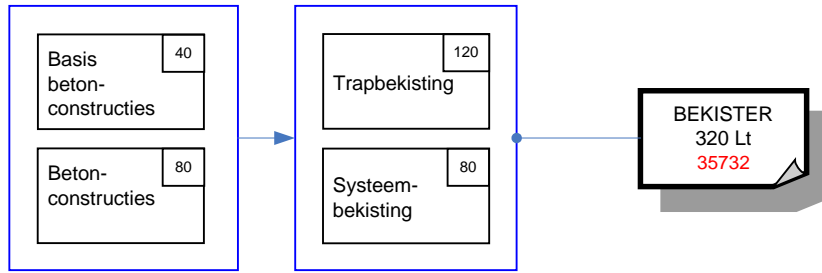 40
Basis
beton-
constructies
80
Beton-
constructies
120
Trapbekisting
80
Systeem-
bekisting
BEKISTER
320 Lt
35732